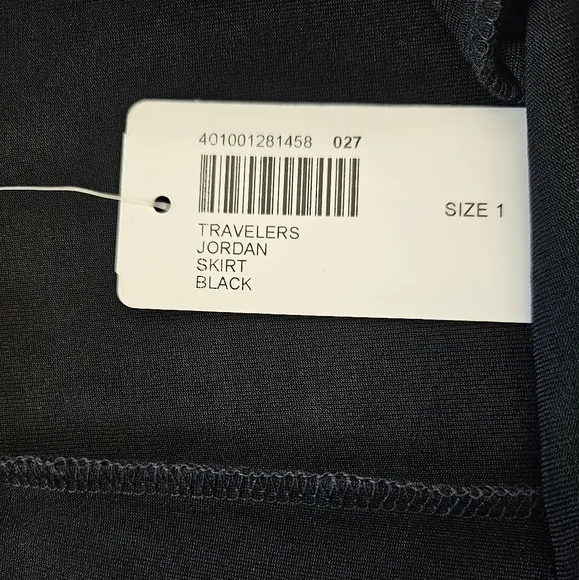 401001281458 027
SIZE 1
TRAVELERS
JORDAN
SKIRT
BLACK